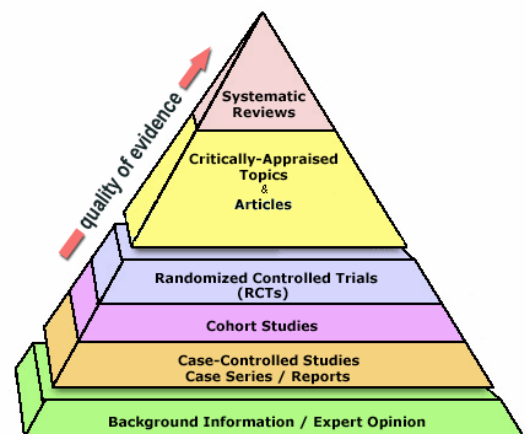 quality of evidence
Systematic
Reviews
Critically-Appraised
Topics
&
Articles
Randomized Controlled Trials
(RCTs)
Cohort Studies
Case-Controlled Studies
Case Series / Reports
Background Information / Expert Opinion